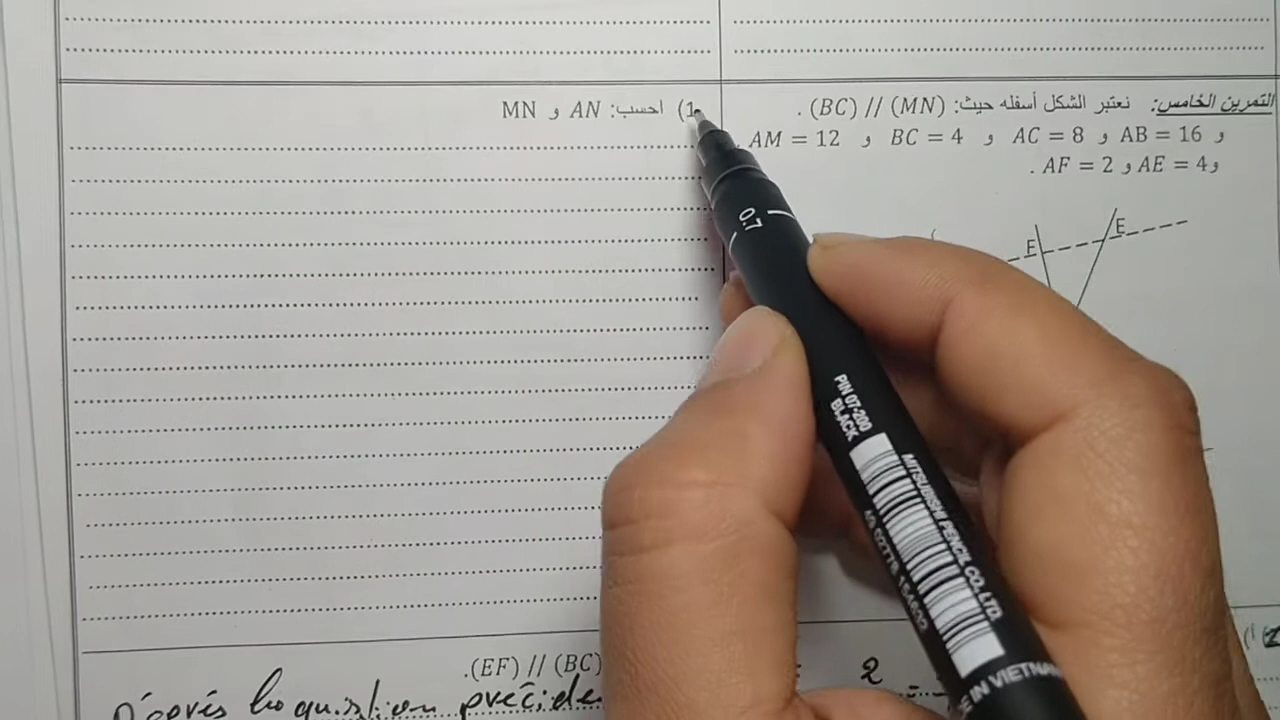 التمرين الخامس: نعتبر الشكل أسفله حيث: (BC) // (MN) .
و AB = 16 و AC = 8 و BC = 4 و AM = 12
و AE = 4 و AF = 2 .
F E
1) احسب: AN و MN
0.7
PIN 07-200
BLACK
MITSUBISHI PENCIL CO.,LTD.
IN VIETNAM
.(EF) // (BC)
2
d'après la question précéde